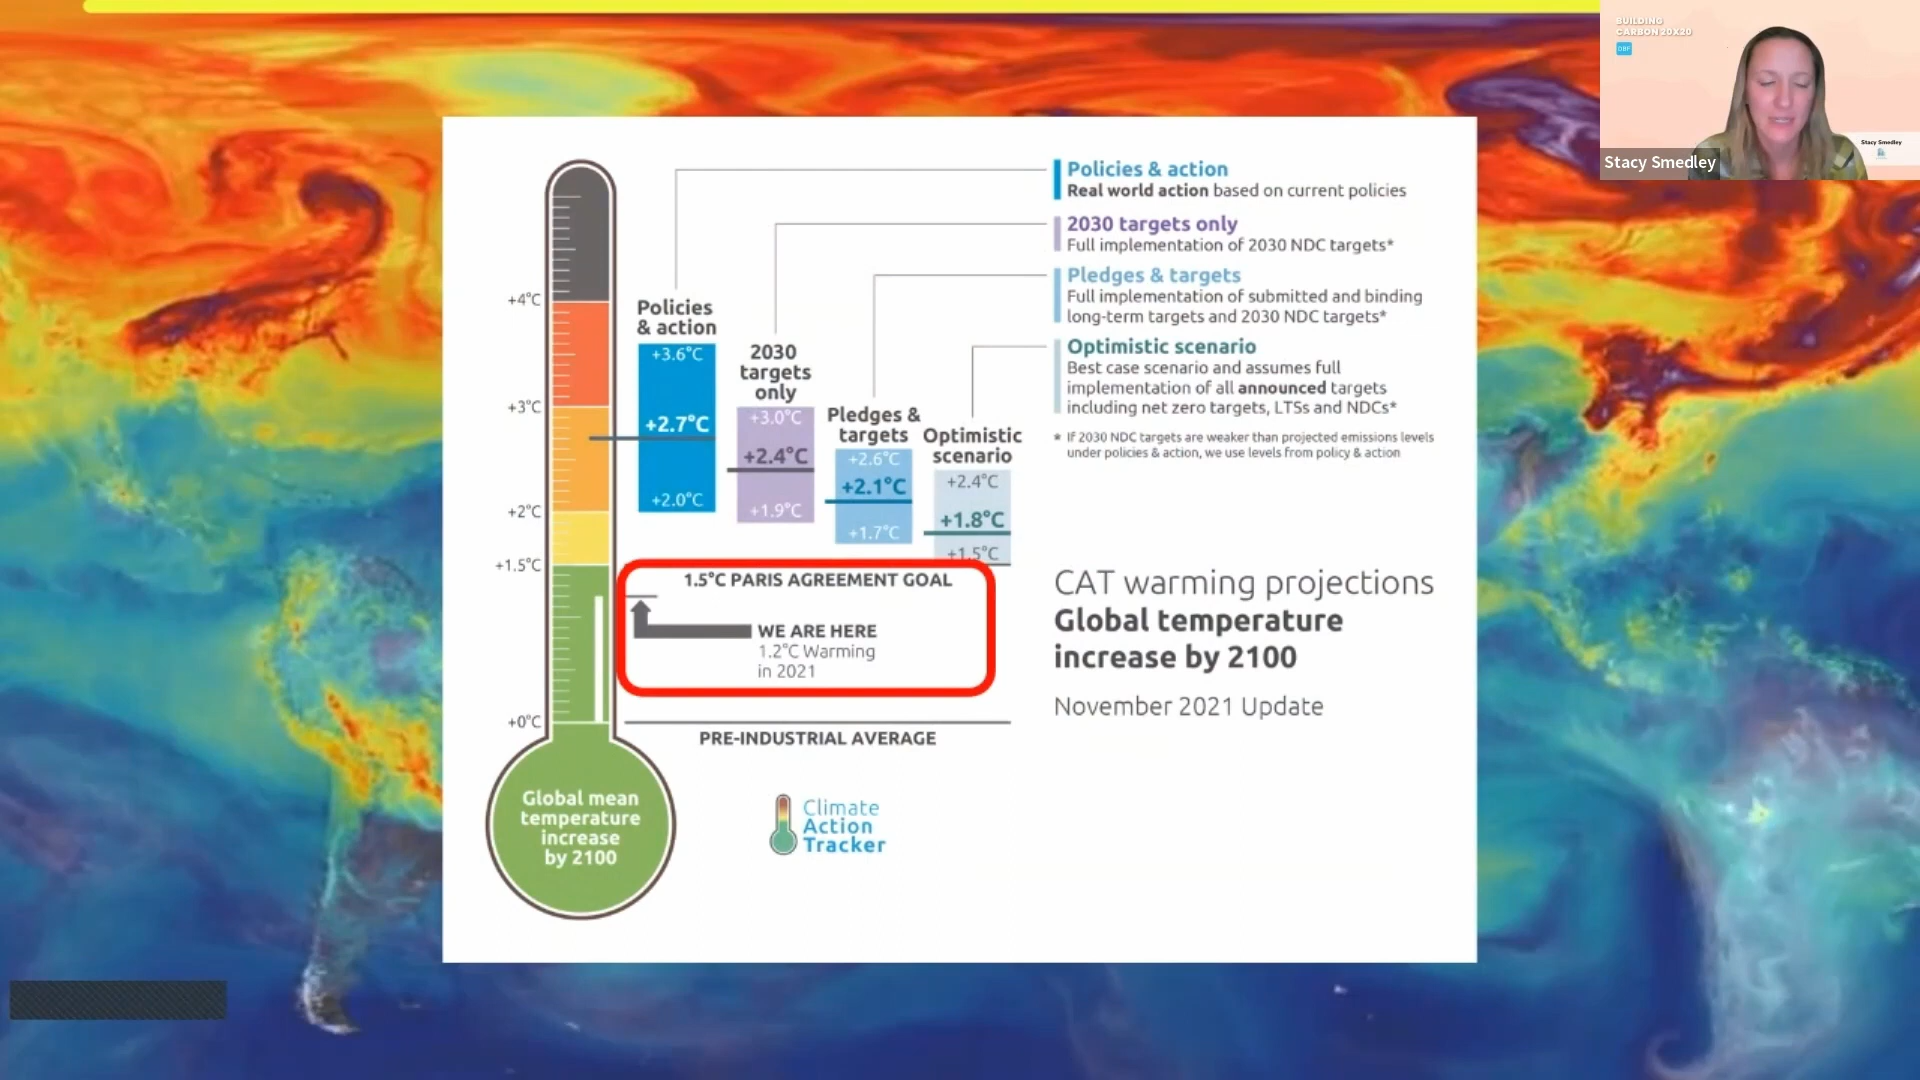 BUILDING
CARBON 20X20
DBF
Stacy Smedley
Stacy Smedley
Policies & action
Real world action based on current policies
2030 targets only
Full implementation of 2030 NDC targets*
Pledges & targets
Full implementation of submitted and binding
long-term targets and 2030 NDC targets*
Optimistic scenario
Best case scenario and assumes full
implementation of all announced targets
including net zero targets, LTSs and NDCs*
* If 2030 NDC targets are weaker than projected emissions levels
under policies & action, we use levels from policy & action
+4°C
+3°C
+2°C
+1.5°C
+0°C
Policies
& action
+3.6°C
+2.7°C
+2.0°C
2030
targets
only
+3.0°C
+2.4°C
+1.9°C
Pledges &
targets
+2.6°C
+2.1°C
+1.7°C
Optimistic
scenario
+2.4°C
+1.8°C
+1.5°C
1.5°C PARIS AGREEMENT GOAL
WE ARE HERE
1.2°C Warming
in 2021
PRE-INDUSTRIAL AVERAGE
CAT warming projections
Global temperature
increase by 2100
November 2021 Update
Global mean
temperature
increase
by 2100
Climate
Action
Tracker